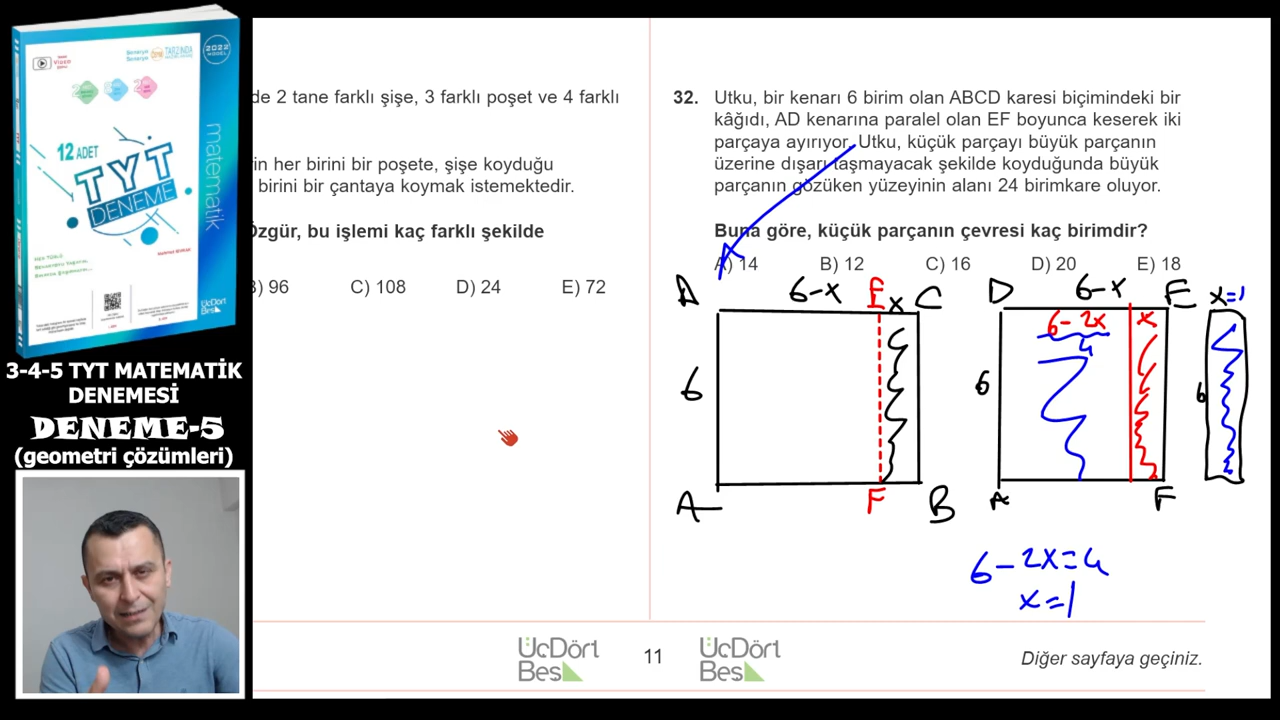 2022
MODEL
Video
TARZINDA
matematik
12 ADET
TYT
DENEME
ÜçDört
Beş
3-4-5 TYT MATEMATİK
DENEMESİ
DENEME-5
(geometri çözümleri)
de 2 tane farklı şişe, 3 farklı poşet ve 4 farklı
in her birini bir poşete, şişe koyduğu
birini bir çantaya koymak istemektedir.
Özgür, bu işlemi kaç farklı şekilde
B) 96 C) 108 D) 24 E) 72
32. Utku, bir kenarı 6 birim olan ABCD karesi biçimindeki bir
kâğıdı, AD kenarına paralel olan EF boyunca keserek iki
parçaya ayırıyor. Utku, küçük parçayı büyük parçanın
üzerine dışarı taşmayacak şekilde koyduğunda büyük
parçanın gözüken yüzeyinin alanı 24 birimkare oluyor.
Buna göre, küçük parçanın çevresi kaç birimdir?
A) 14 B) 12 C) 16 D) 20 E) 18
A 6-x E x C
6
A F B
D 6-x E x=1
6-2x x
4
6 6
A F
6-2x=4
x=1
ÜçDört
Beş
11
ÜçDört
Beş
Diğer sayfaya geçiniz.